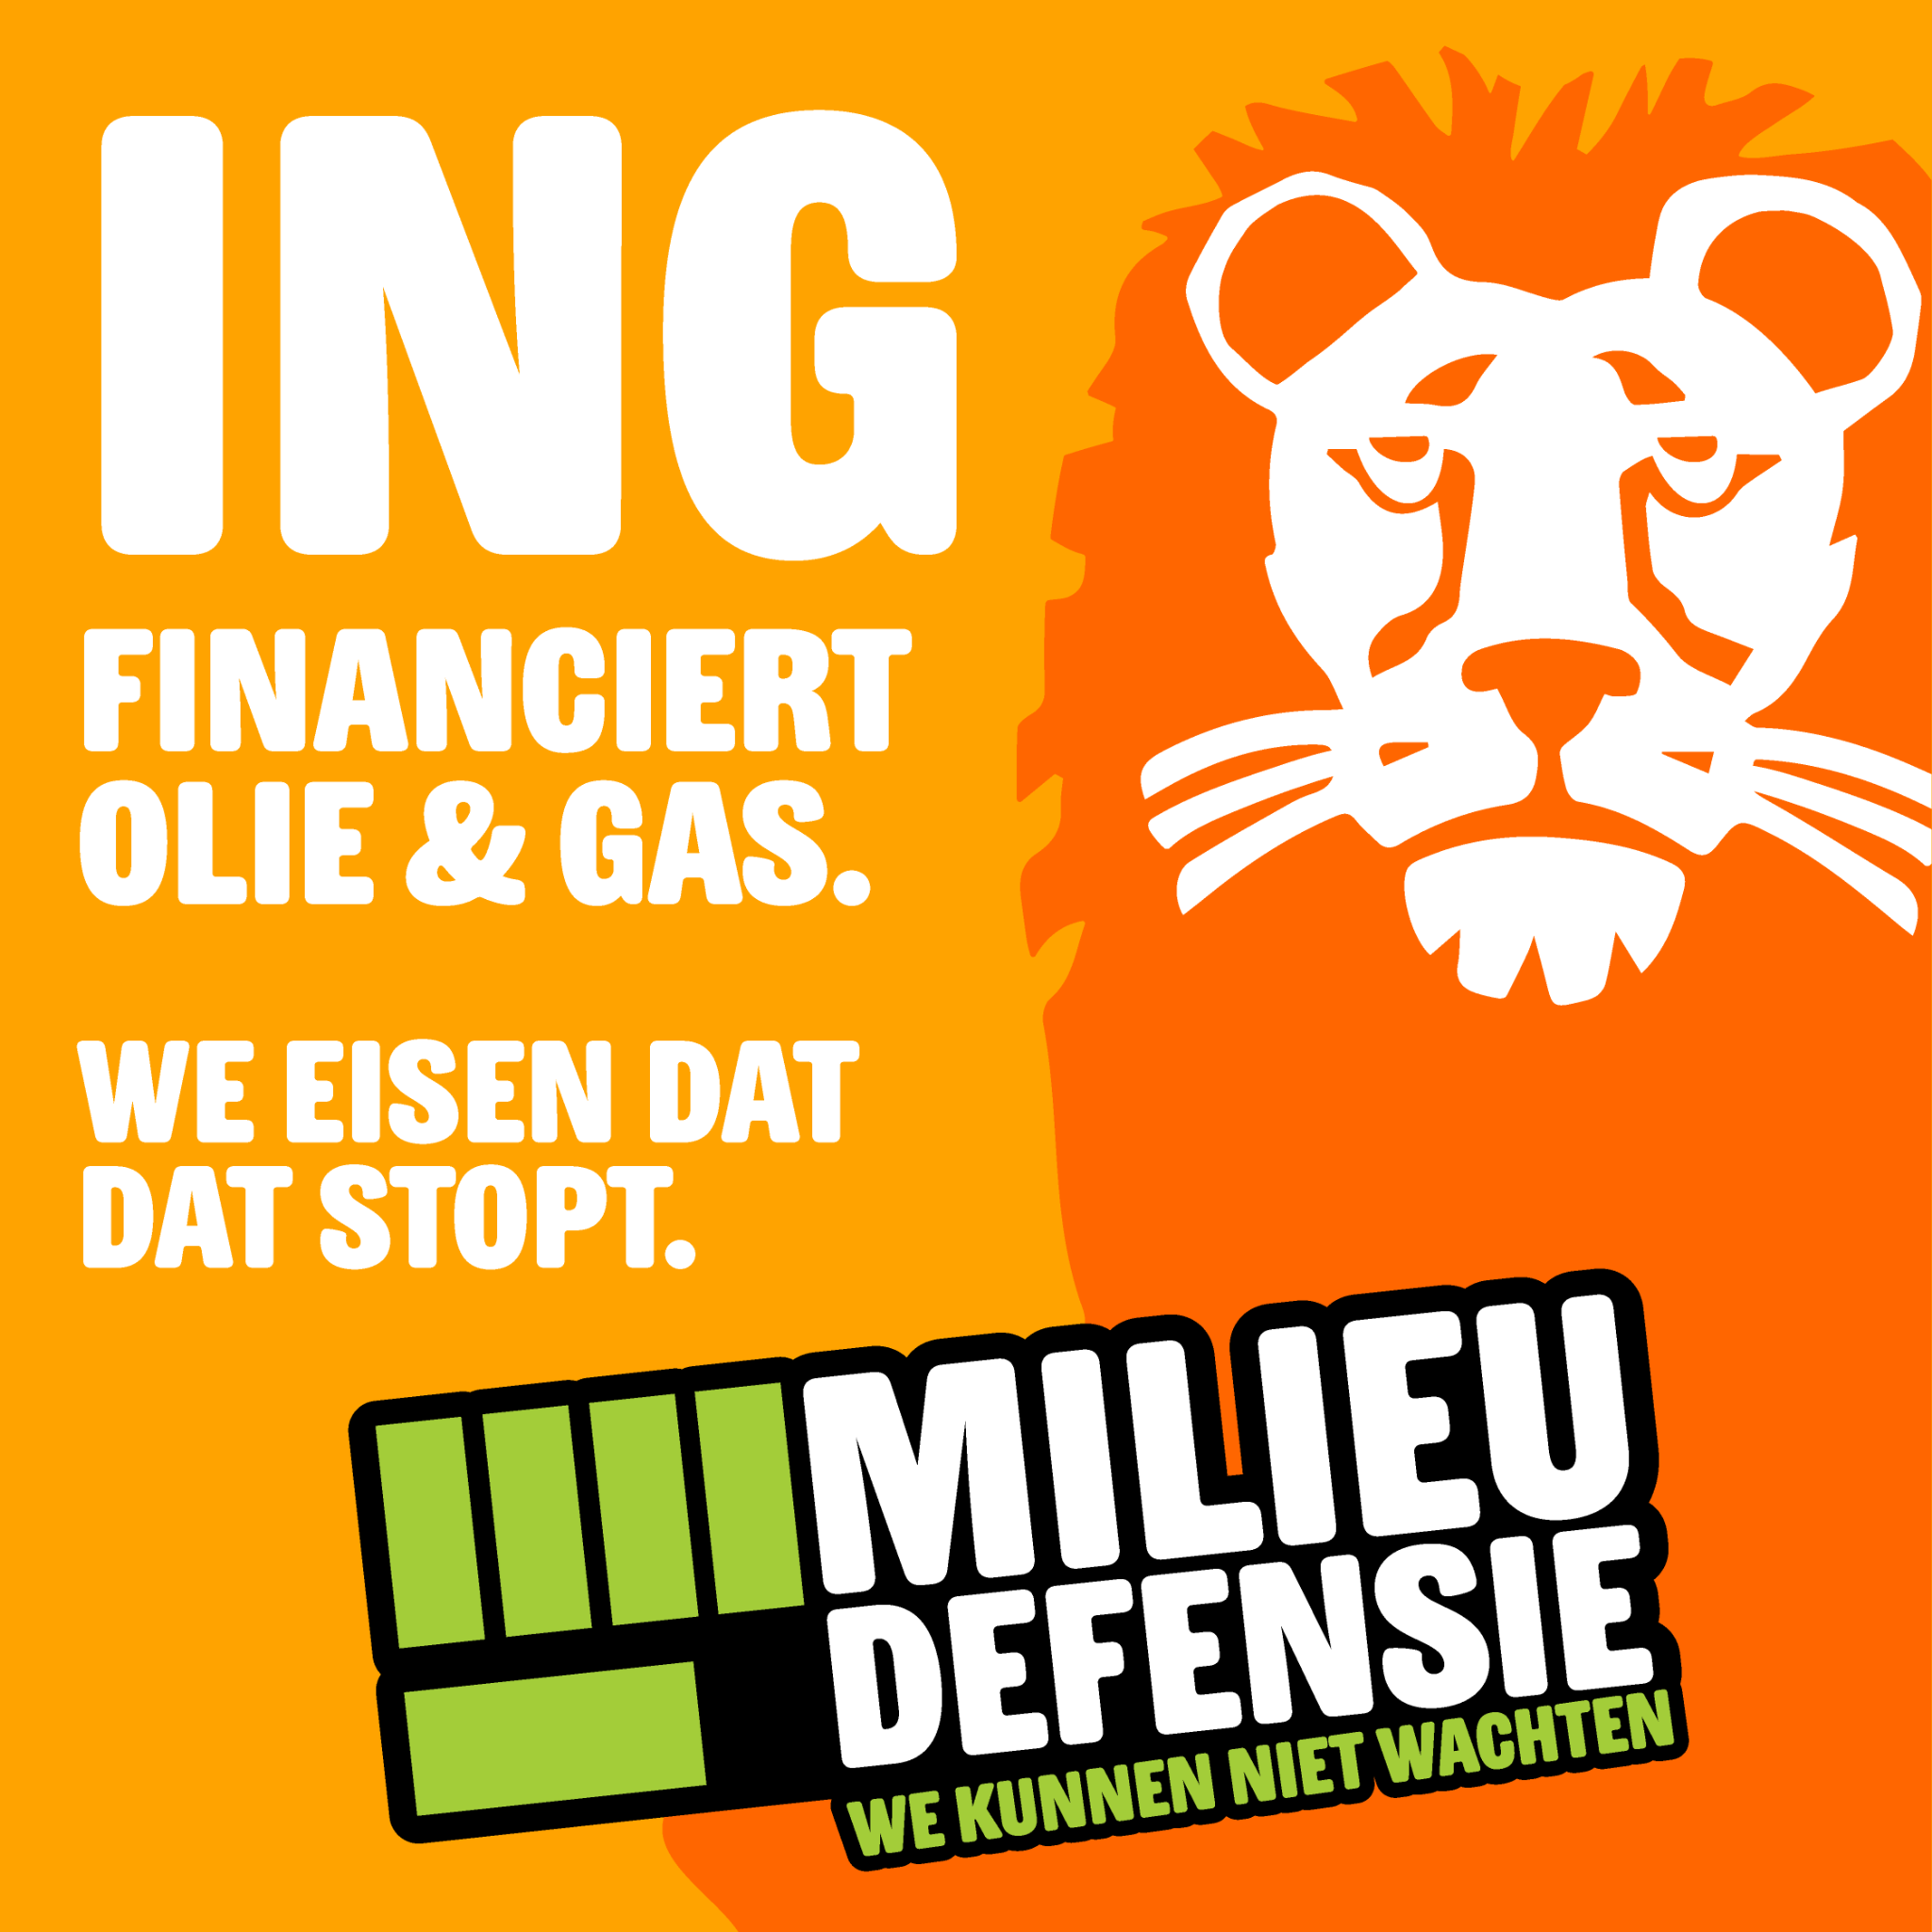 ING
FINANCIERT
OLIE & GAS.
WE EISEN DAT
DAT STOPT.
MILIEU
DEFENSIE
WE KUNNEN NIET WACHTEN